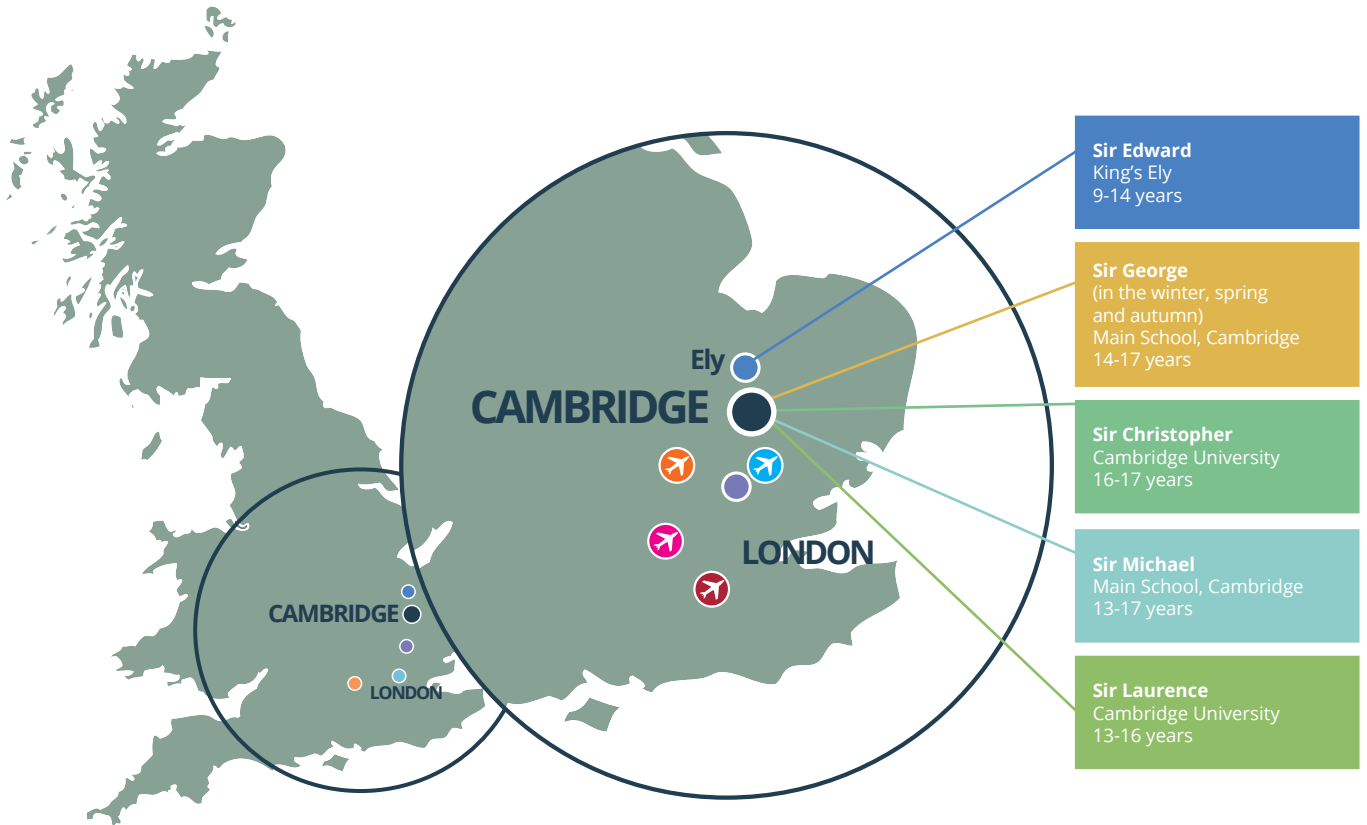 Ely
CAMBRIDGE
LONDON
CAMBRIDGE
LONDON
Sir Edward
King’s Ely
9-14 years
Sir George
(in the winter, spring
and autumn)
Main School, Cambridge
14-17 years
Sir Christopher
Cambridge University
16-17 years
Sir Michael
Main School, Cambridge
13-17 years
Sir Laurence
Cambridge University
13-16 years